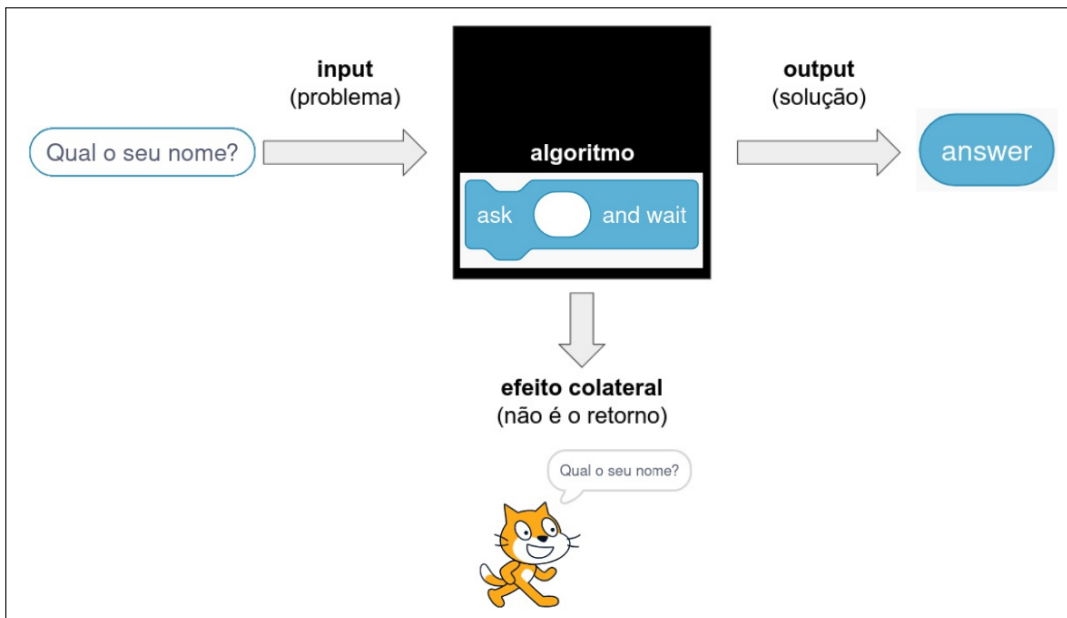 input
(problema)
output
(solução)
Qual o seu nome?
algoritmo
answer
ask and wait
efeito colateral
(não é o retorno)
Qual o seu nome?